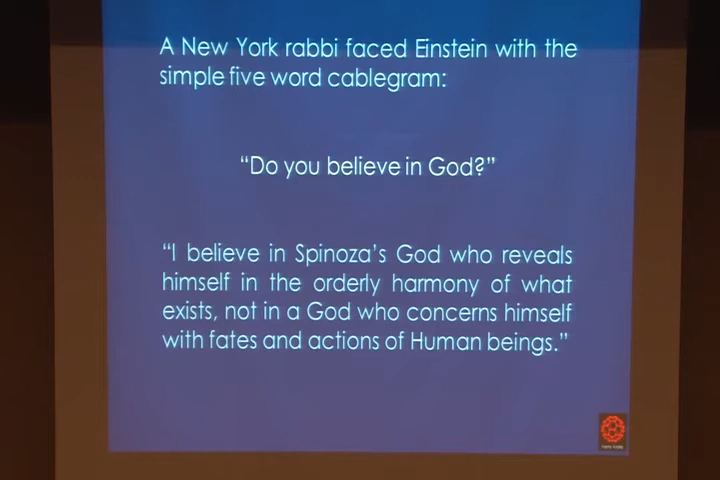 A New York rabbi faced Einstein with the
simple five word cablegram:
“Do you believe in God?”
“I believe in Spinoza’s God who reveals
himself in the orderly harmony of what
exists, not in a God who concerns himself
with fates and actions of Human beings.”